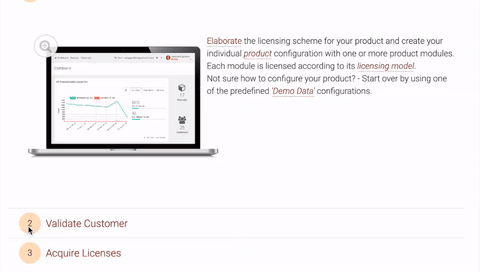 Elaborate the licensing scheme for your product and create your
individual product configuration with one or more product modules.
Each module is licensed according to its licensing model.
Not sure how to configure your product? - Start over by using one
of the predefined 'Demo Data' configurations.
Dashboard
2 Validate Customer
3 Acquire Licenses